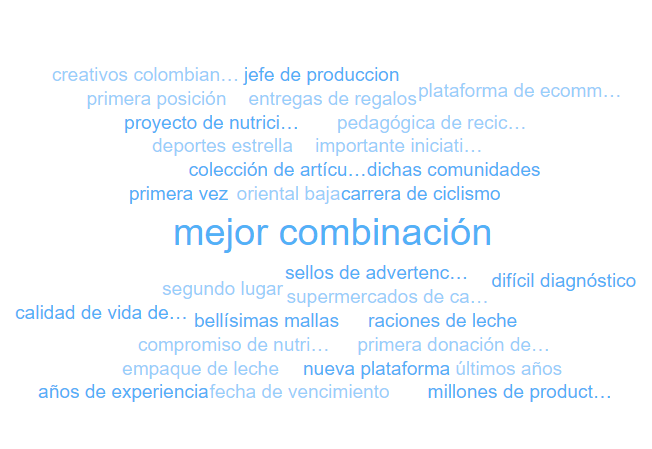 creativos colombian…
jefe de produccion
plataforma de ecomm…
primera posición
entregas de regalos
proyecto de nutrici…
pedagógica de recic…
deportes estrella
importante iniciati…
colección de artícu…
dichas comunidades
primera vez
oriental baja
carrera de ciclismo
mejor combinación
sellos de advertenc…
difícil diagnóstico
segundo lugar
supermercados de ca…
calidad de vida de…
bellísimas mallas
raciones de leche
compromiso de nutri…
primera donación de…
empaque de leche
nueva plataforma
últimos años
años de experiencia
fecha de vencimiento
millones de product…